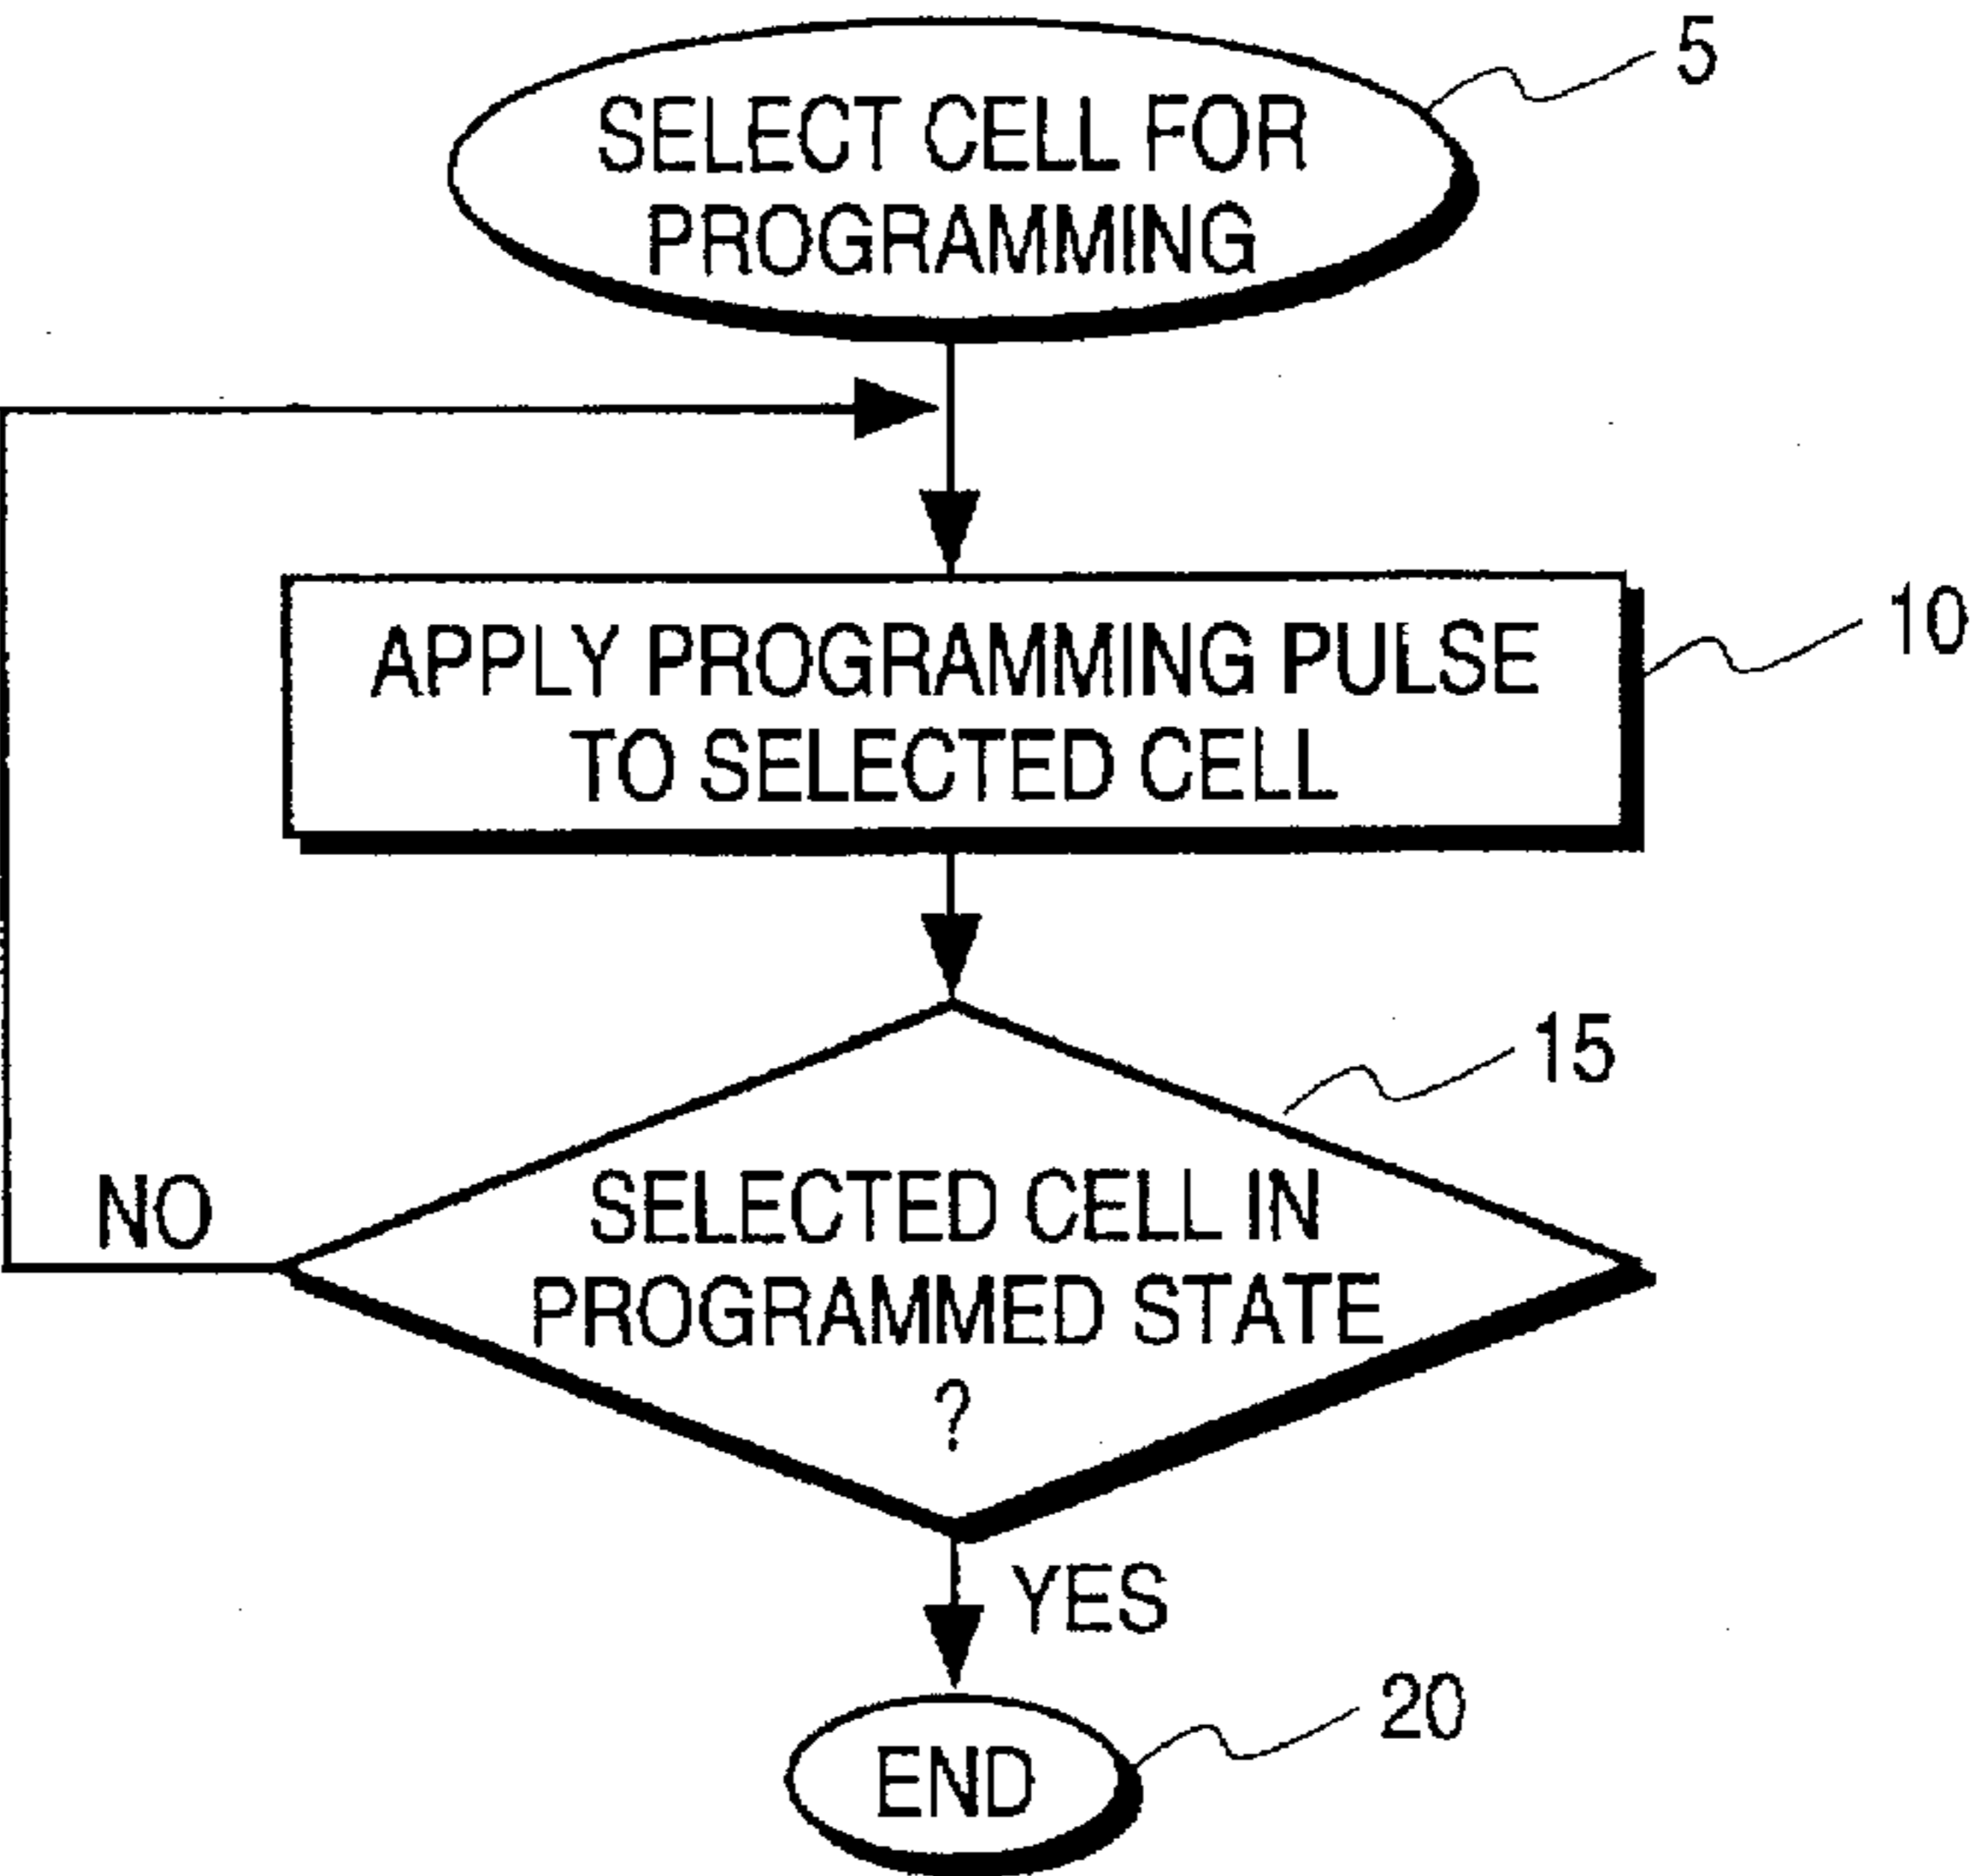 5
SELECT CELL FOR
PROGRAMMING
10
APPLY PROGRAMMING PULSE
TO SELECTED CELL
15
NO
SELECTED CELL IN
PROGRAMMED STATE
?
YES
20
END